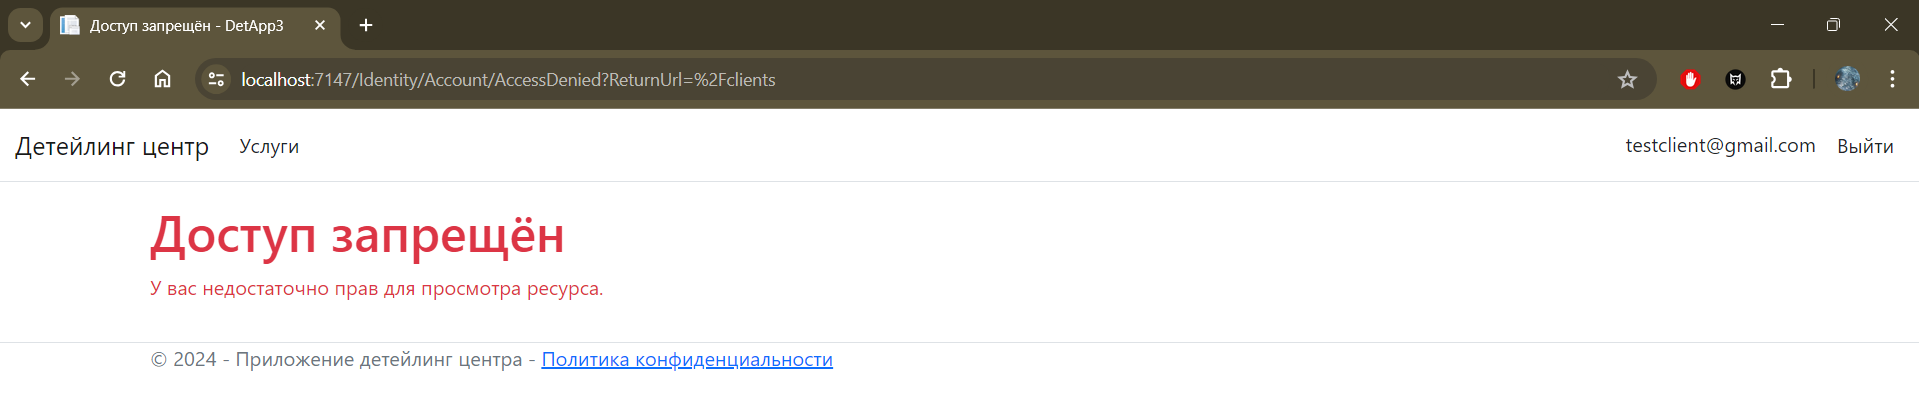 Доступ запрещён - DetApp3
localhost:7147/Identity/Account/AccessDenied?ReturnUrl=%2Fclients
Детейлинг центр Услуги testclient@gmail.com Выйти
Доступ запрещён
У вас недостаточно прав для просмотра ресурса.
© 2024 - Приложение детейлинг центра - Политика конфиденциальности